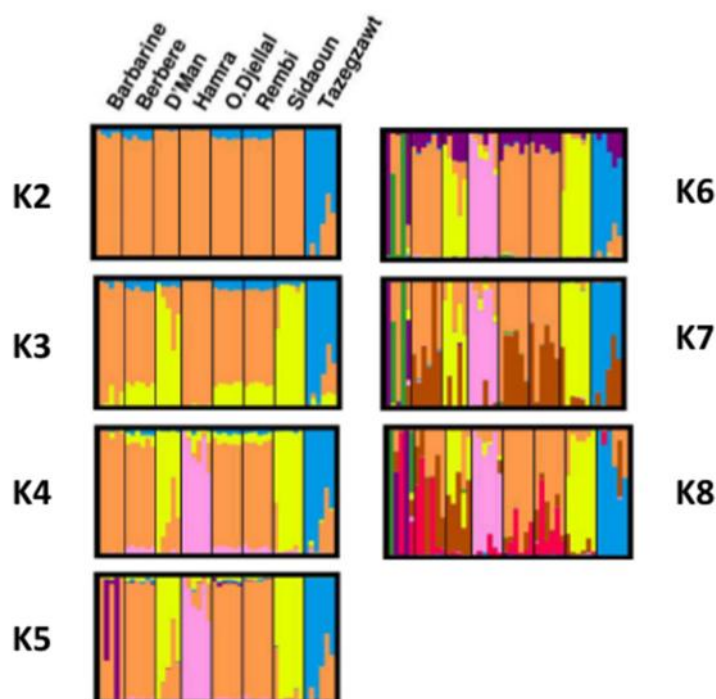 Barbarine
Berbere
D'Man
Hamra
O.Djellal
Rembi
Sidaoun
Tazegzawt
K2
K3
K4
K5
K6
K7
K8